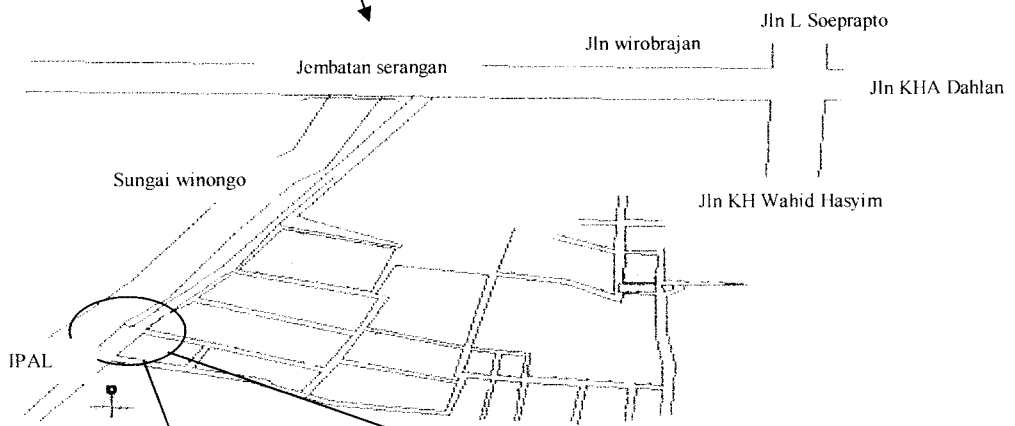 Jln L Soeprapto
Jln wirobrajan
Jembatan serangan
Jln KHA Dahlan
Sungai winongo
Jln KH Wahid Hasyim
IPAL